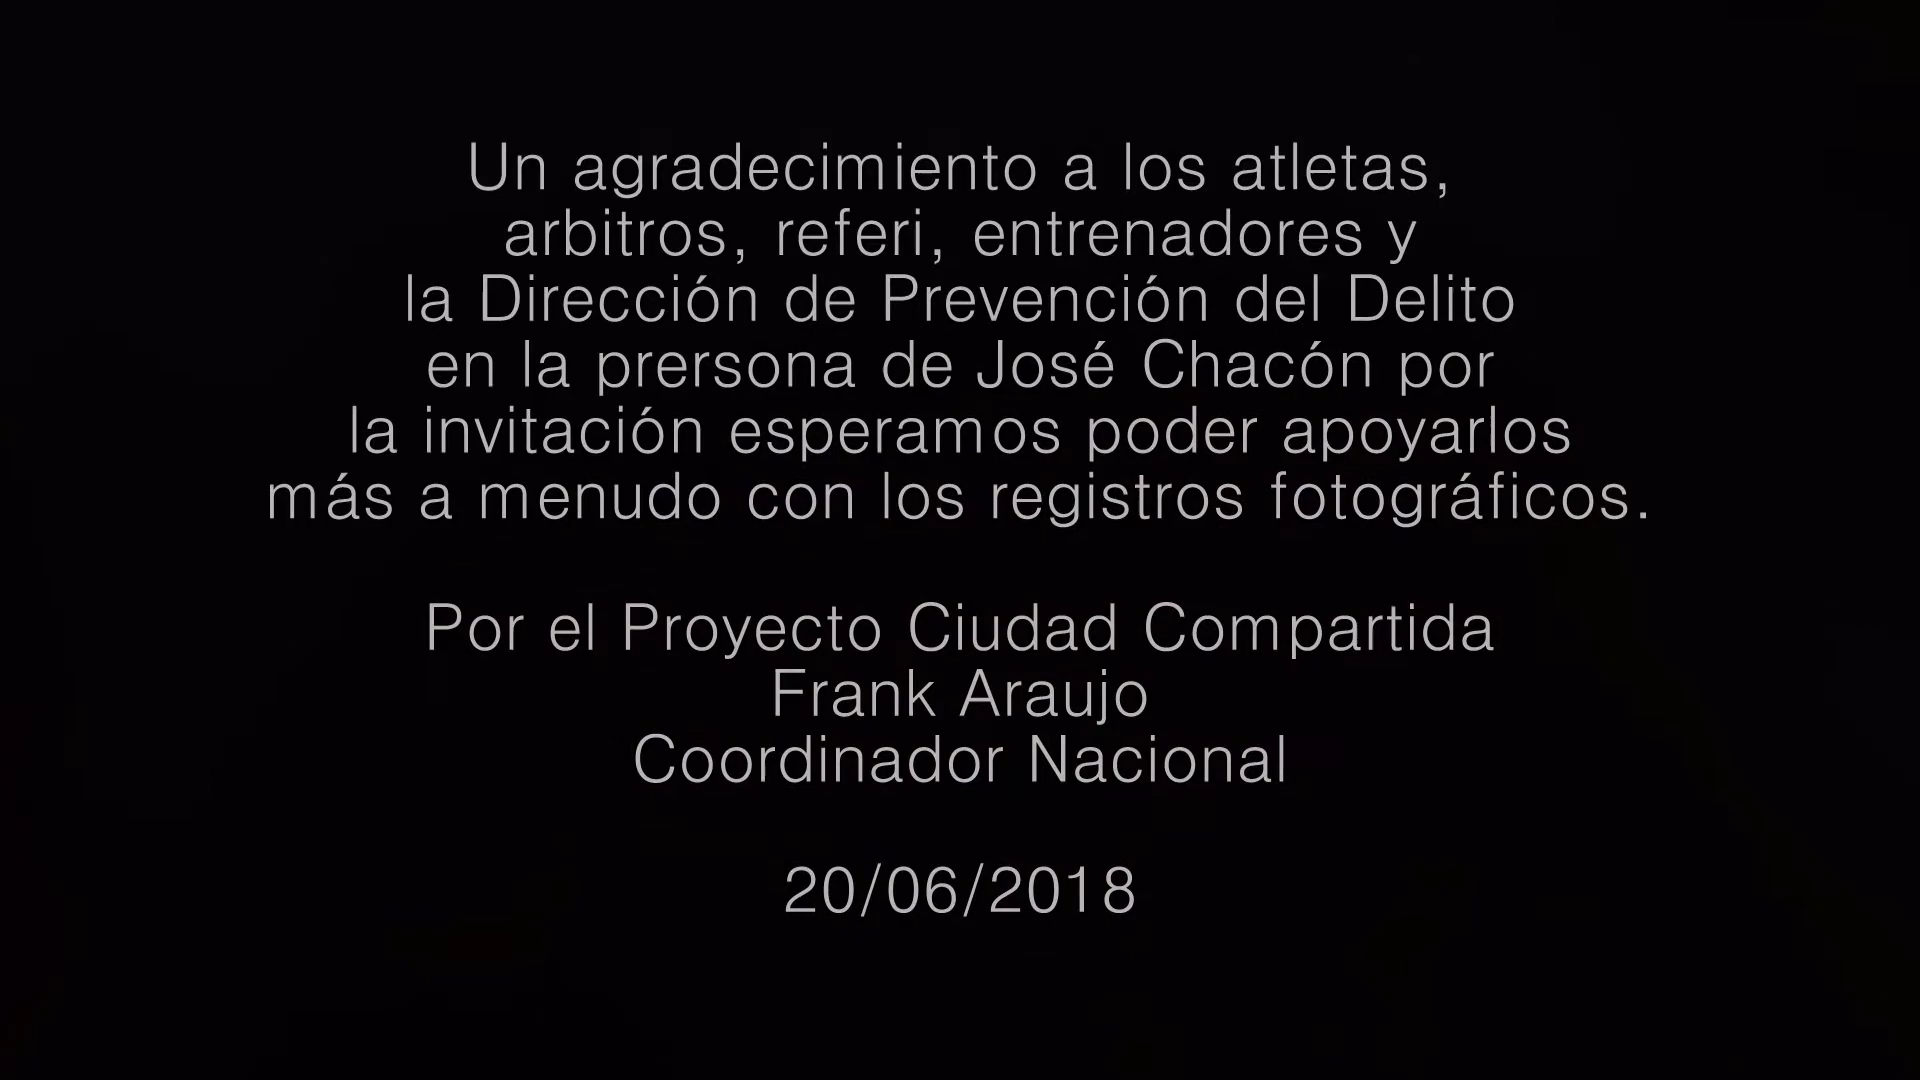 Un agradecimiento a los atletas,
arbitros, referi, entrenadores y
la Dirección de Prevención del Delito
en la prersona de José Chacón por
la invitación esperamos poder apoyarlos
más a menudo con los registros fotográficos.
Por el Proyecto Ciudad Compartida
Frank Araujo
Coordinador Nacional
20/06/2018